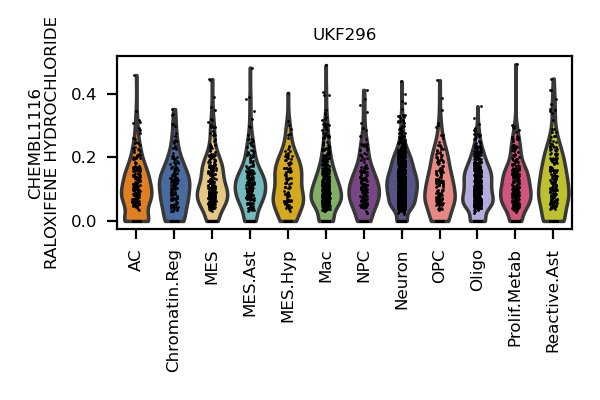 UKF296
CHEMBL1116
RALOXIFENE HYDROCHLORIDE
0.4
0.2
0.0
AC
Chromatin.Reg
MES
MES.Ast
MES.Hyp
Mac
NPC
Neuron
OPC
Oligo
Prolif.Metab
Reactive.Ast